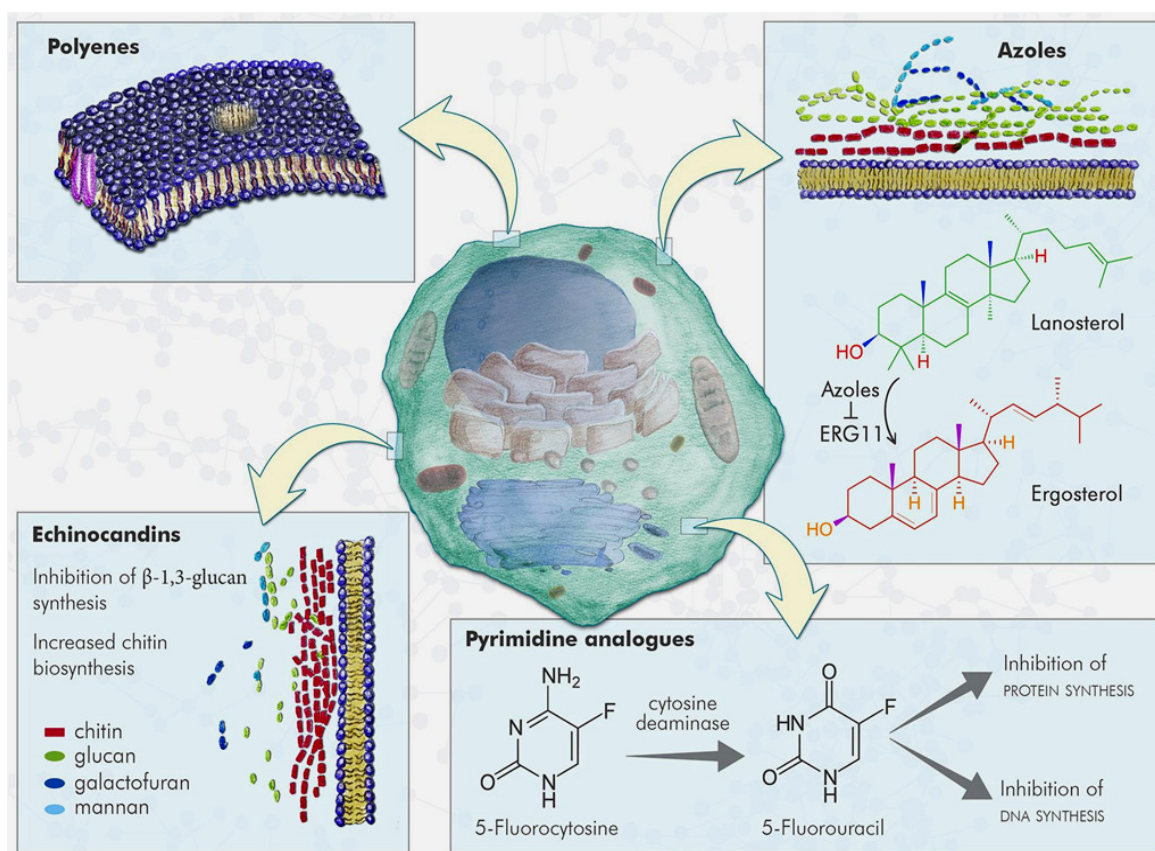 Polyenes
Azoles
Lanosterol
H
HO
H
Azoles
ERG11
Ergosterol
H
H
H
HO
Echinocandins
Inhibition of β-1,3-glucan
synthesis
Increased chitin
biosynthesis
chitin
glucan
galactofuran
mannan
Pyrimidine analogues
NH₂
F
N
O
N
H
5-Fluorocytosine
cytosine
deaminase
O
F
HN
O
N
H
5-Fluorouracil
Inhibition of
PROTEIN SYNTHESIS
Inhibition of
DNA SYNTHESIS